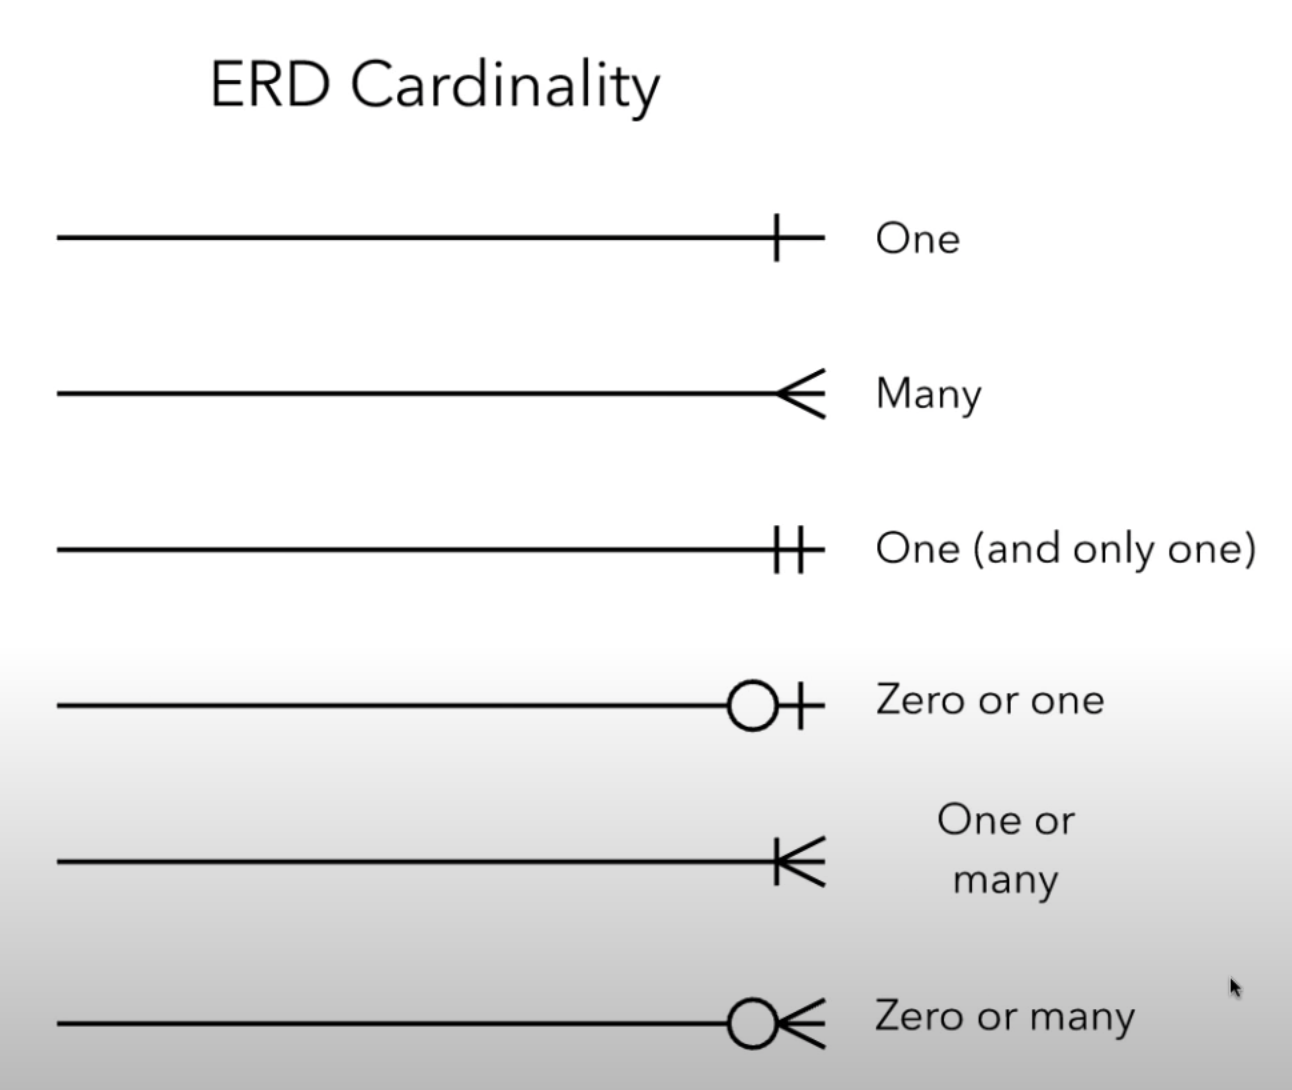 ERD Cardinality
One
Many
One (and only one)
Zero or one
One or
many
Zero or many